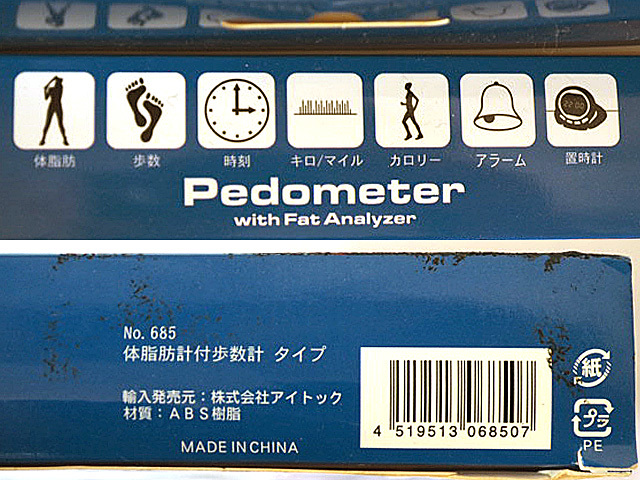 体脂肪 歩数 時刻 キロ/マイル カロリー アラーム 置時計
22:00
Pedometer
with Fat Analyzer
No. 685
体脂肪計付歩数計 タイプ
輸入発売元：株式会社アイトック
材質：ABS樹脂
MADE IN CHINA
4 519513 068507
紙
プラ
PE